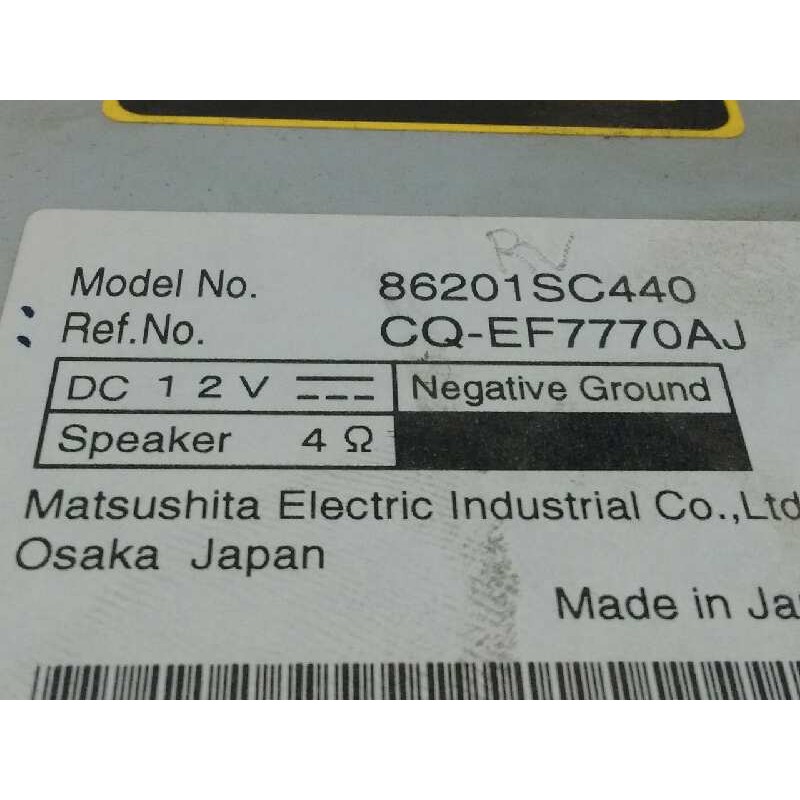 Model No. 86201SC440
Ref.No. CQ-EF7770AJ
DC 12V Negative Ground
Speaker 4Ω
Matsushita Electric Industrial Co.,Ltd
Osaka Japan
Made in Ja